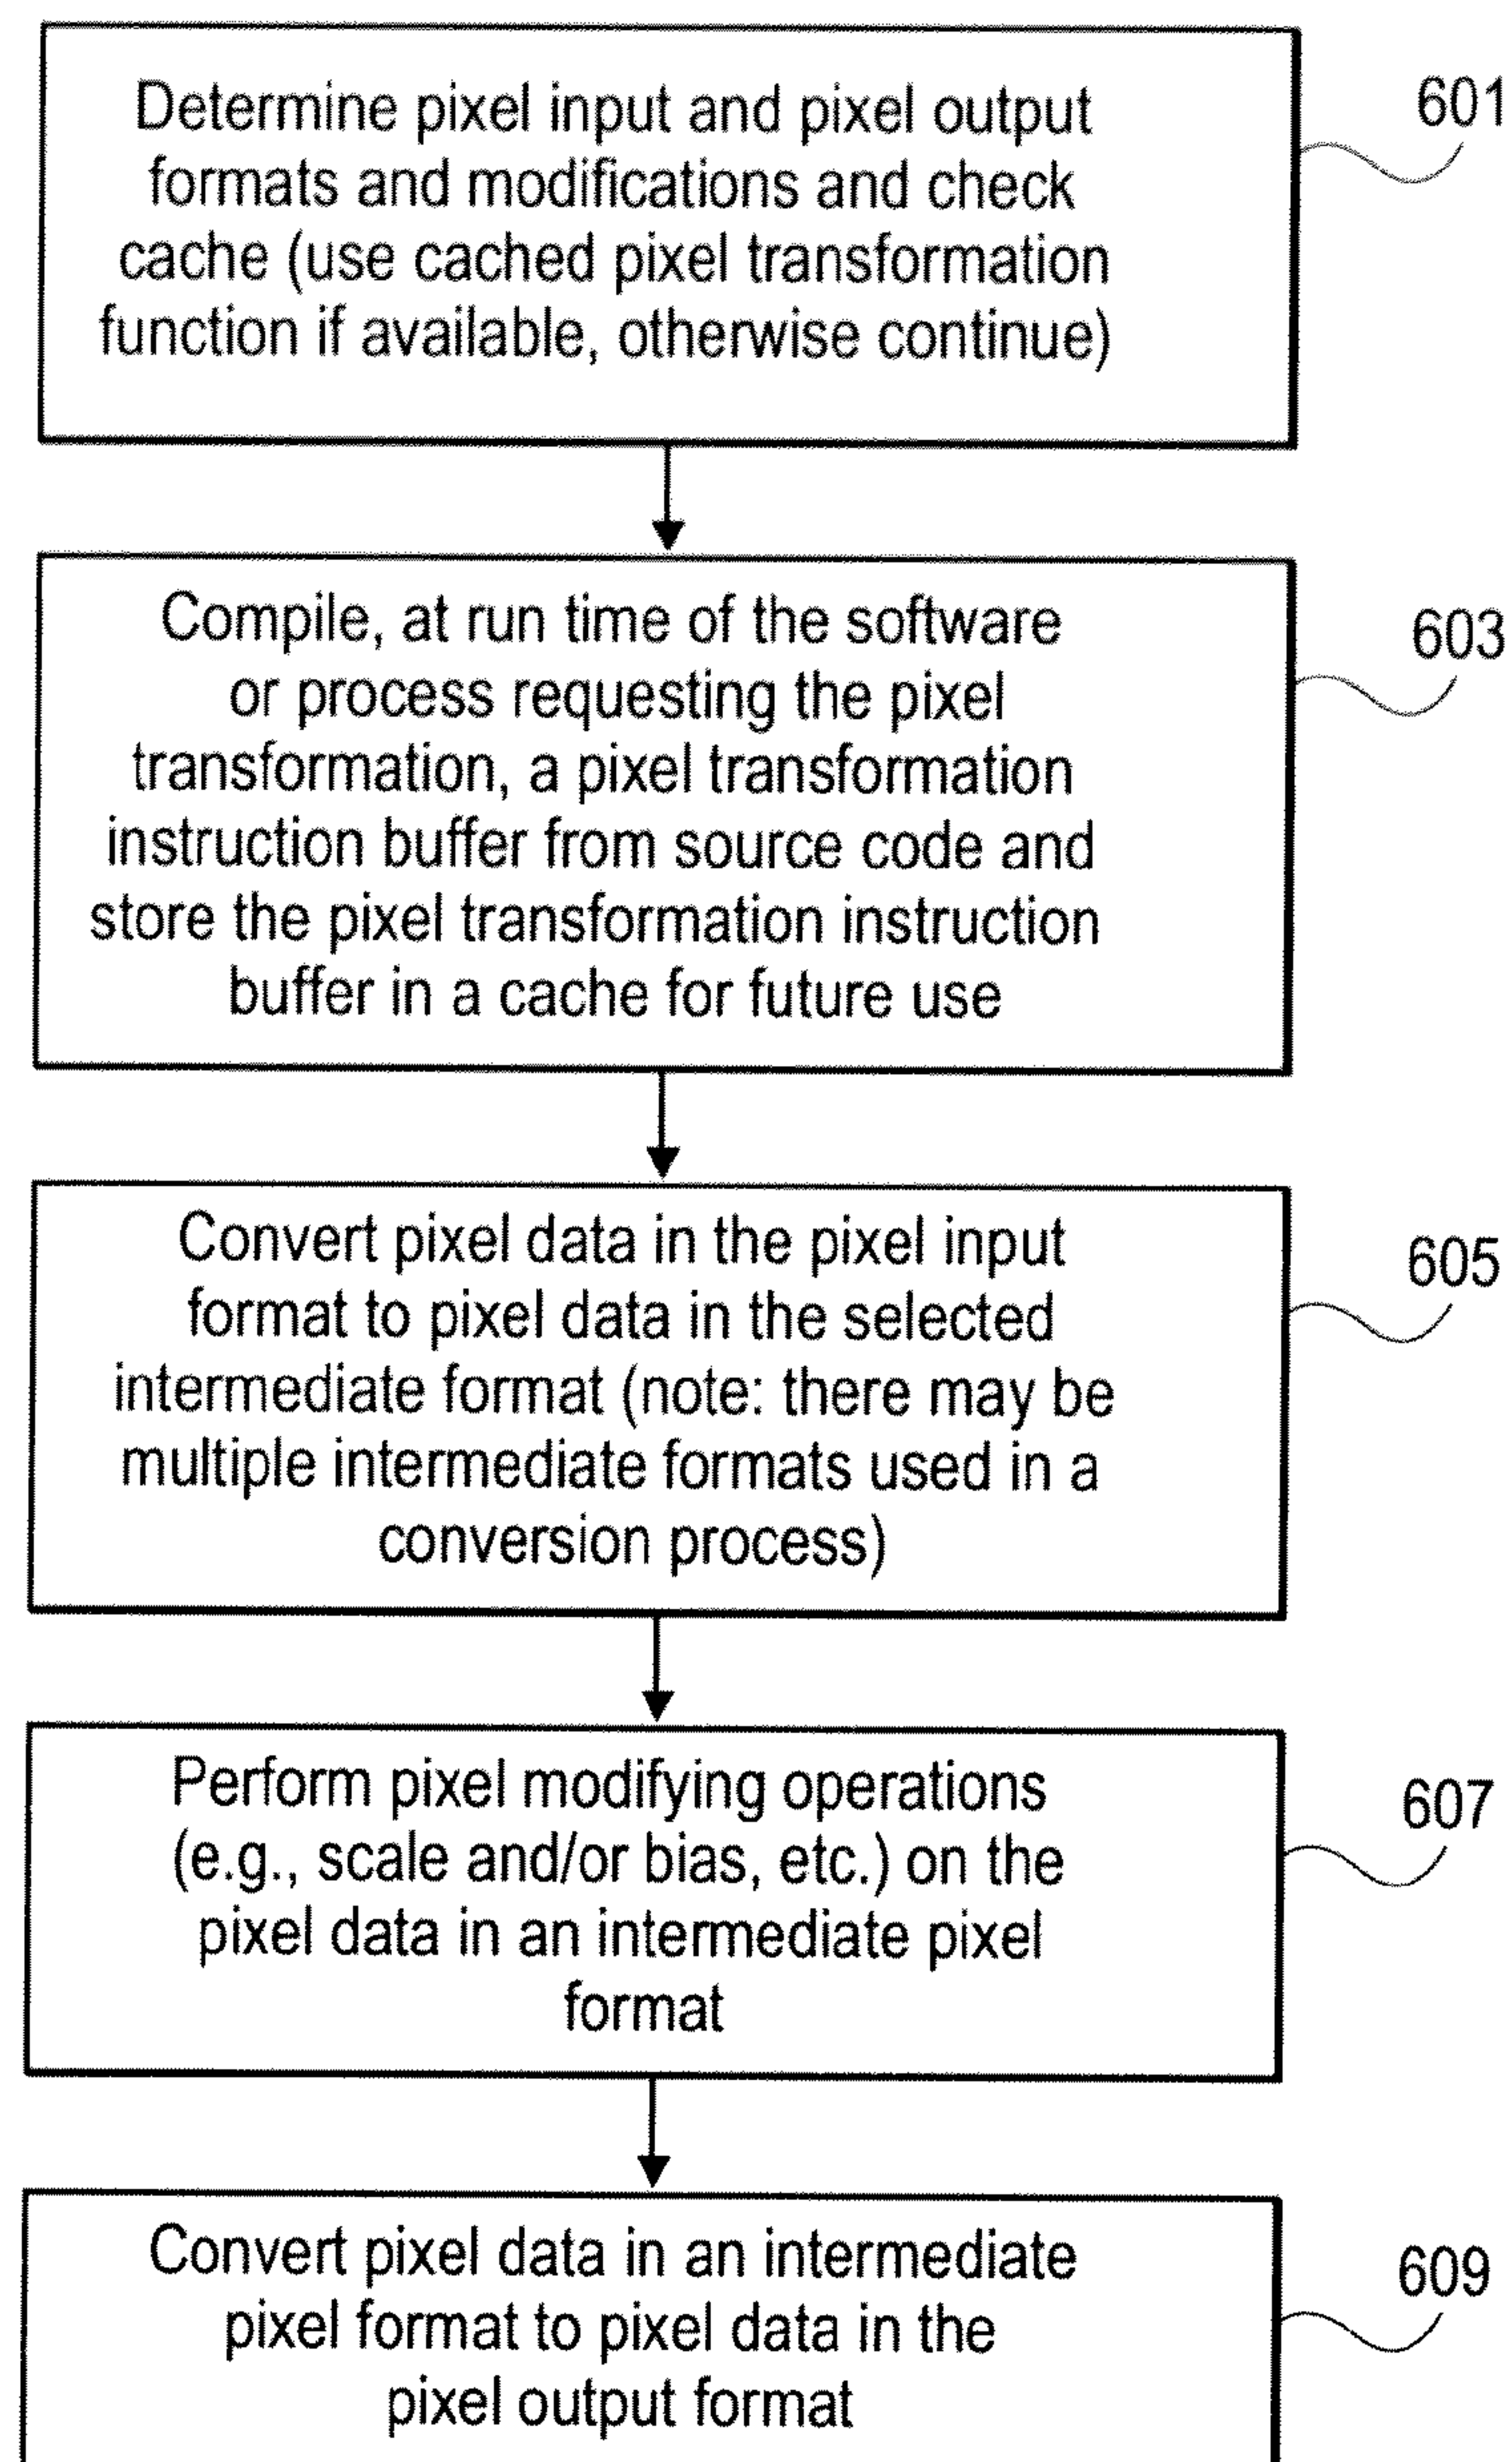 Determine pixel input and pixel output
formats and modifications and check
cache (use cached pixel transformation
function if available, otherwise continue)
601
Compile, at run time of the software
or process requesting the pixel
transformation, a pixel transformation
instruction buffer from source code and
store the pixel transformation instruction
buffer in a cache for future use
603
Convert pixel data in the pixel input
format to pixel data in the selected
intermediate format (note: there may be
multiple intermediate formats used in a
conversion process)
605
Perform pixel modifying operations
(e.g., scale and/or bias, etc.) on the
pixel data in an intermediate pixel
format
607
Convert pixel data in an intermediate
pixel format to pixel data in the
pixel output format
609